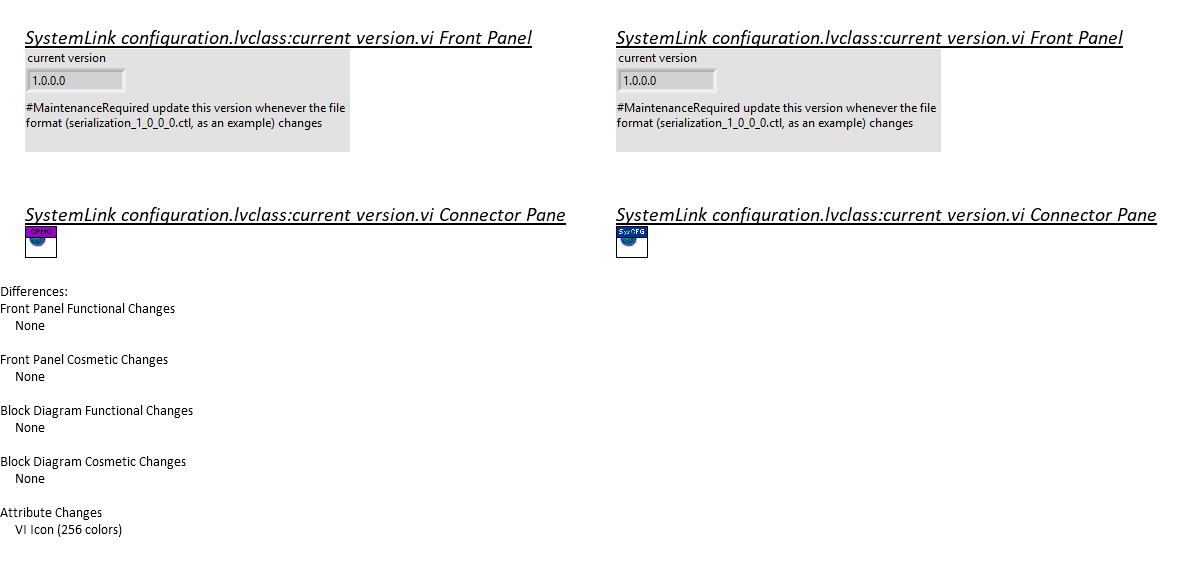 SystemLink configuration.lvclass:current version.vi Front Panel
current version
1.0.0.0
#MaintenanceRequired update this version whenever the file
format (serialization_1_0_0_0.ctl, as an example) changes
SystemLink configuration.lvclass:current version.vi Front Panel
current version
1.0.0.0
#MaintenanceRequired update this version whenever the file
format (serialization_1_0_0_0.ctl, as an example) changes
SystemLink configuration.lvclass:current version.vi Connector Pane
SystemLink configuration.lvclass:current version.vi Connector Pane
SysCFG
Differences:
Front Panel Functional Changes
None
Front Panel Cosmetic Changes
None
Block Diagram Functional Changes
None
Block Diagram Cosmetic Changes
None
Attribute Changes
VI Icon (256 colors)